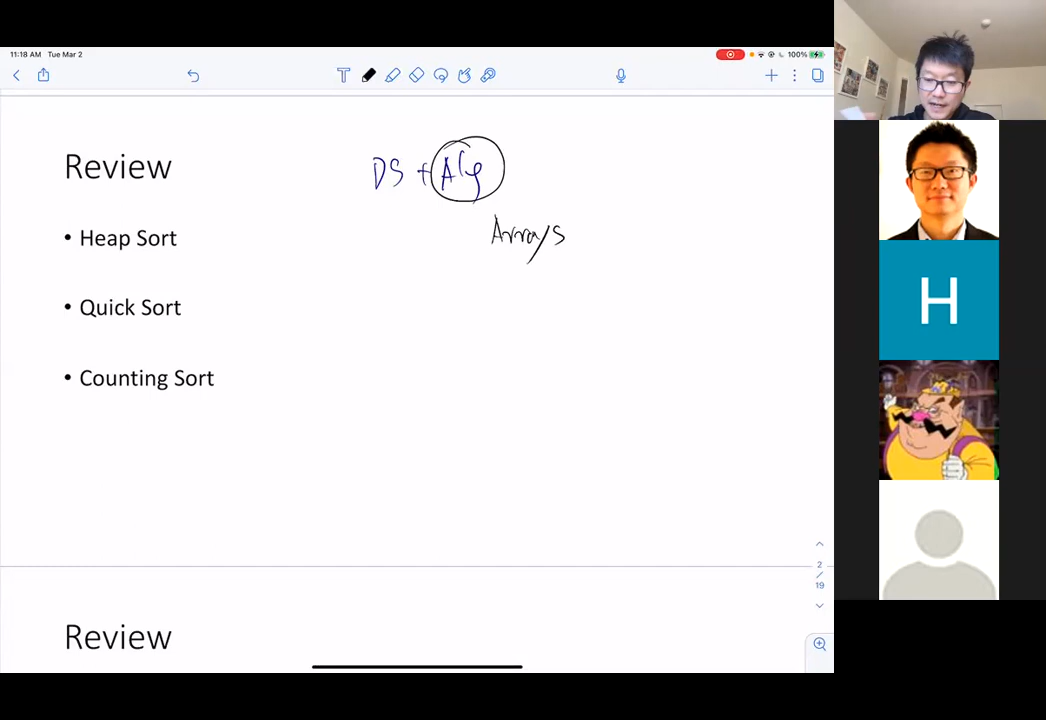 11:18 AM Tue Mar 2
100%
T
Review
DS + Alg
Arrays
• Heap Sort
• Quick Sort
• Counting Sort
H
2
/
19
Review